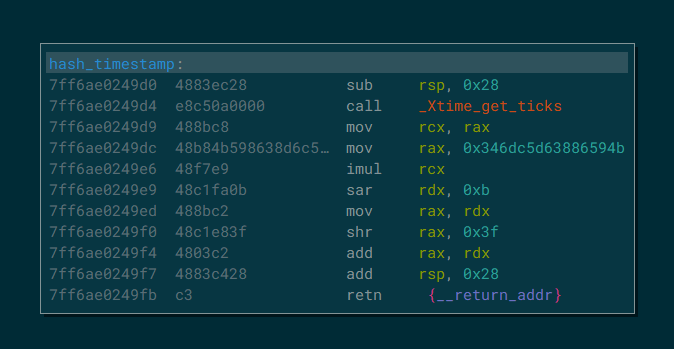 hash_timestamp:
7ff6ae0249d0 4883ec28 sub rsp, 0x28
7ff6ae0249d4 e8c50a0000 call _Xtime_get_ticks
7ff6ae0249d9 488bc8 mov rcx, rax
7ff6ae0249dc 48b84b598638d6c5… mov rax, 0x346dc5d63886594b
7ff6ae0249e6 48f7e9 imul rcx
7ff6ae0249e9 48c1fa0b sar rdx, 0xb
7ff6ae0249ed 488bc2 mov rax, rdx
7ff6ae0249f0 48c1e83f shr rax, 0x3f
7ff6ae0249f4 4803c2 add rax, rdx
7ff6ae0249f7 4883c428 add rsp, 0x28
7ff6ae0249fb c3 retn {__return_addr}